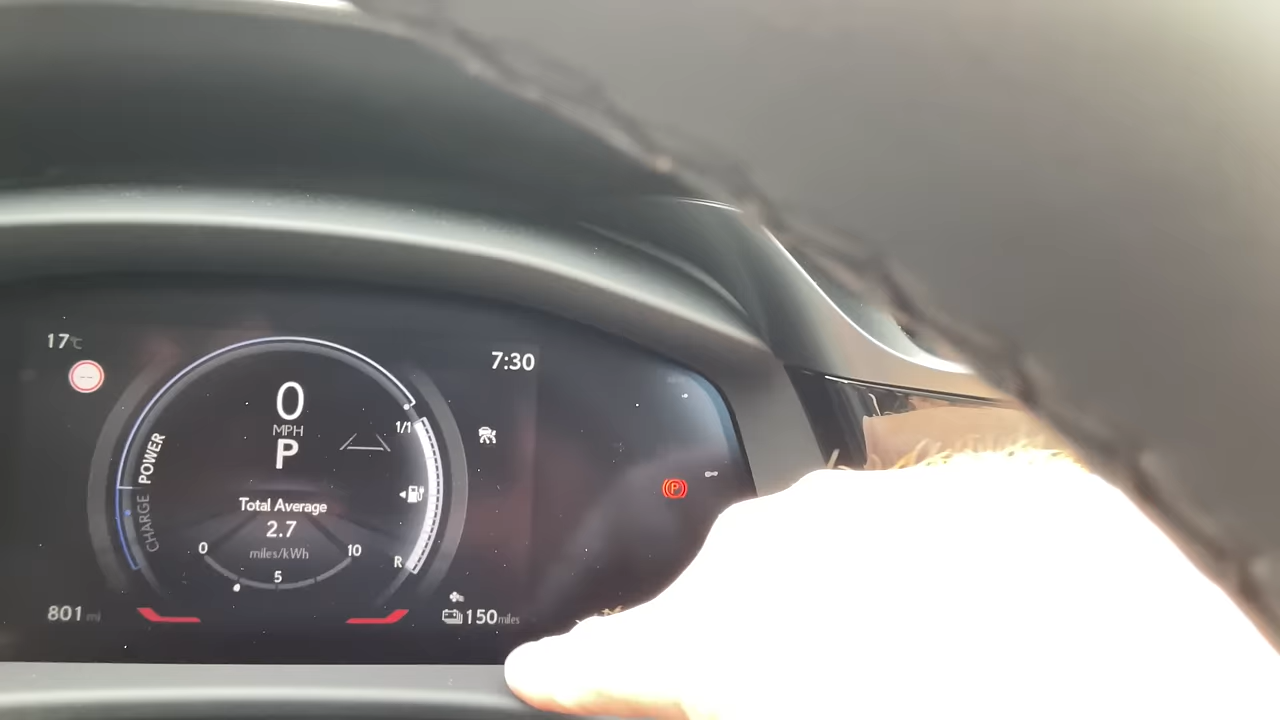 17°C
7:30
--
0
MPH
P
1/1
POWER
CHARGE
Total Average
2.7
miles/kWh
0
5
10
R
P
801 mi
150 miles